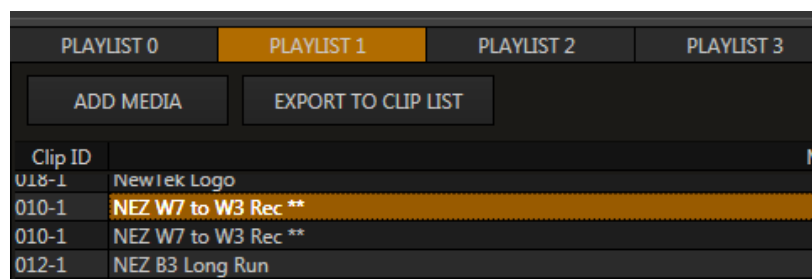 PLAYLIST 0 PLAYLIST 1 PLAYLIST 2 PLAYLIST 3
ADD MEDIA EXPORT TO CLIP LIST
Clip ID
018-1 NewTek Logo
010-1 NEZ W7 to W3 Rec **
010-1 NEZ W7 to W3 Rec **
012-1 NEZ B3 Long Run